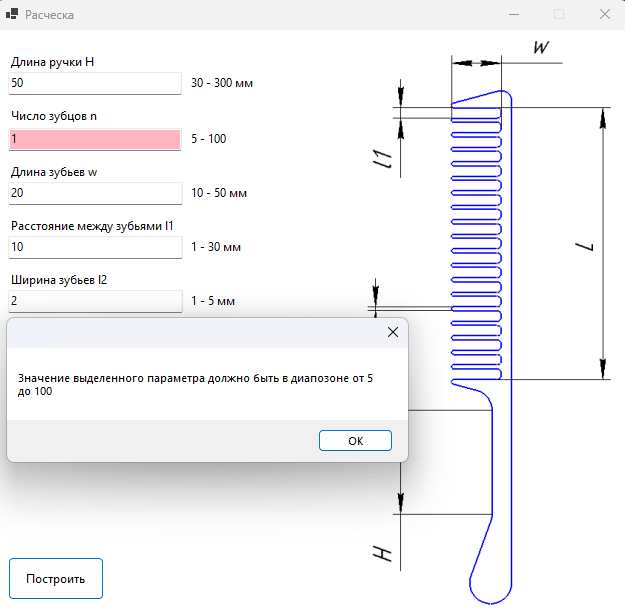 Расческа
Длина ручки H
50
30 - 300 мм
Число зубцов n
1
5 - 100
Длина зубьев w
20
10 - 50 мм
Расстояние между зубьями l1
10
1 - 30 мм
Ширина зубьев l2
2
1 - 5 мм
Значение выделенного параметра должно быть в диапозоне от 5
до 100
OK
Построить
w
l1
l
H